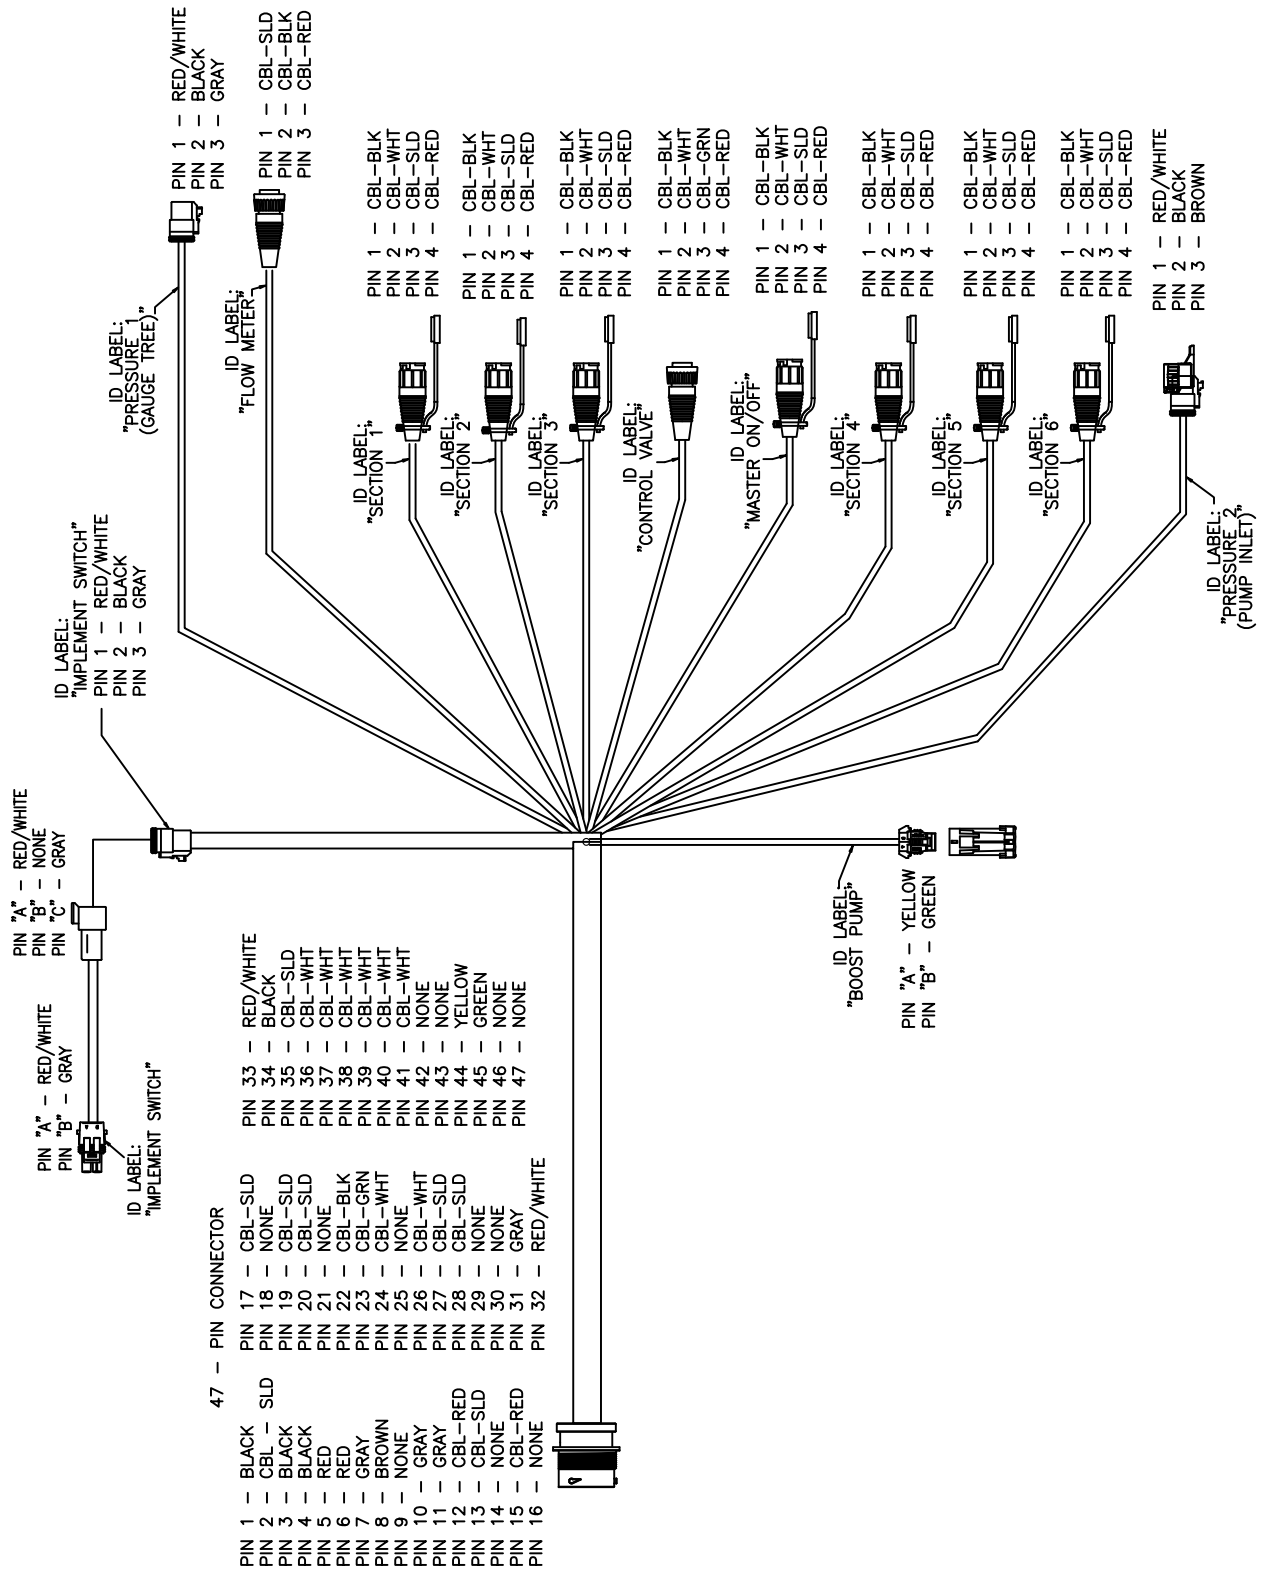 PIN "A" – RED/WHITE
PIN "B" – GRAY
ID LABEL:
"IMPLEMENT SWITCH"
PIN "A" – RED/WHITE
PIN "B" – NONE
PIN "C" – GRAY
ID LABEL:
"IMPLEMENT SWITCH"
PIN 1 – RED/WHITE
PIN 2 – BLACK
PIN 3 – GRAY
47 – PIN CONNECTOR
PIN 1 – BLACK
PIN 2 – CBL – SLD
PIN 3 – BLACK
PIN 4 – BLACK
PIN 5 – RED
PIN 6 – RED
PIN 7 – GRAY
PIN 8 – BROWN
PIN 9 – NONE
PIN 10 – GRAY
PIN 11 – GRAY
PIN 12 – CBL–RED
PIN 13 – CBL–SLD
PIN 14 – NONE
PIN 15 – CBL–RED
PIN 16 – NONE
PIN 17 – CBL–SLD
PIN 18 – NONE
PIN 19 – CBL–SLD
PIN 20 – CBL–SLD
PIN 21 – NONE
PIN 22 – CBL–BLK
PIN 23 – CBL–GRN
PIN 24 – CBL–WHT
PIN 25 – NONE
PIN 26 – CBL–WHT
PIN 27 – CBL–SLD
PIN 28 – CBL–SLD
PIN 29 – NONE
PIN 30 – NONE
PIN 31 – GRAY
PIN 32 – RED/WHITE
PIN 33 – RED/WHITE
PIN 34 – BLACK
PIN 35 – CBL–SLD
PIN 36 – CBL–WHT
PIN 37 – CBL–WHT
PIN 38 – CBL–WHT
PIN 39 – CBL–WHT
PIN 40 – CBL–WHT
PIN 41 – CBL–WHT
PIN 42 – NONE
PIN 43 – NONE
PIN 44 – YELLOW
PIN 45 – GREEN
PIN 46 – NONE
PIN 47 – NONE
ID LABEL:
"BOOST PUMP"
PIN "A" – YELLOW
PIN "B" – GREEN
ID LABEL:
"PRESSURE 1
(GAUGE TREE)"
PIN 1 – RED/WHITE
PIN 2 – BLACK
PIN 3 – GRAY
ID LABEL:
"FLOW METER"
PIN 1 – CBL–SLD
PIN 2 – CBL–BLK
PIN 3 – CBL–RED
ID LABEL:
"SECTION 1"
PIN 1 – CBL–BLK
PIN 2 – CBL–WHT
PIN 3 – CBL–SLD
PIN 4 – CBL–RED
ID LABEL:
"SECTION 2"
PIN 1 – CBL–BLK
PIN 2 – CBL–WHT
PIN 3 – CBL–SLD
PIN 4 – CBL–RED
ID LABEL:
"SECTION 3"
PIN 1 – CBL–BLK
PIN 2 – CBL–WHT
PIN 3 – CBL–SLD
PIN 4 – CBL–RED
ID LABEL:
"CONTROL VALVE"
PIN 1 – CBL–BLK
PIN 2 – CBL–WHT
PIN 3 – CBL–GRN
PIN 4 – CBL–RED
ID LABEL:
"MASTER ON/OFF"
PIN 1 – CBL–BLK
PIN 2 – CBL–WHT
PIN 3 – CBL–SLD
PIN 4 – CBL–RED
ID LABEL:
"SECTION 4"
PIN 1 – CBL–BLK
PIN 2 – CBL–WHT
PIN 3 – CBL–SLD
PIN 4 – CBL–RED
ID LABEL:
"SECTION 5"
PIN 1 – CBL–BLK
PIN 2 – CBL–WHT
PIN 3 – CBL–SLD
PIN 4 – CBL–RED
ID LABEL:
"SECTION 6"
PIN 1 – CBL–BLK
PIN 2 – CBL–WHT
PIN 3 – CBL–SLD
PIN 4 – CBL–RED
ID LABEL:
"PRESSURE 2
(PUMP INLET)"
PIN 1 – RED/WHITE
PIN 2 – BLACK
PIN 3 – BROWN